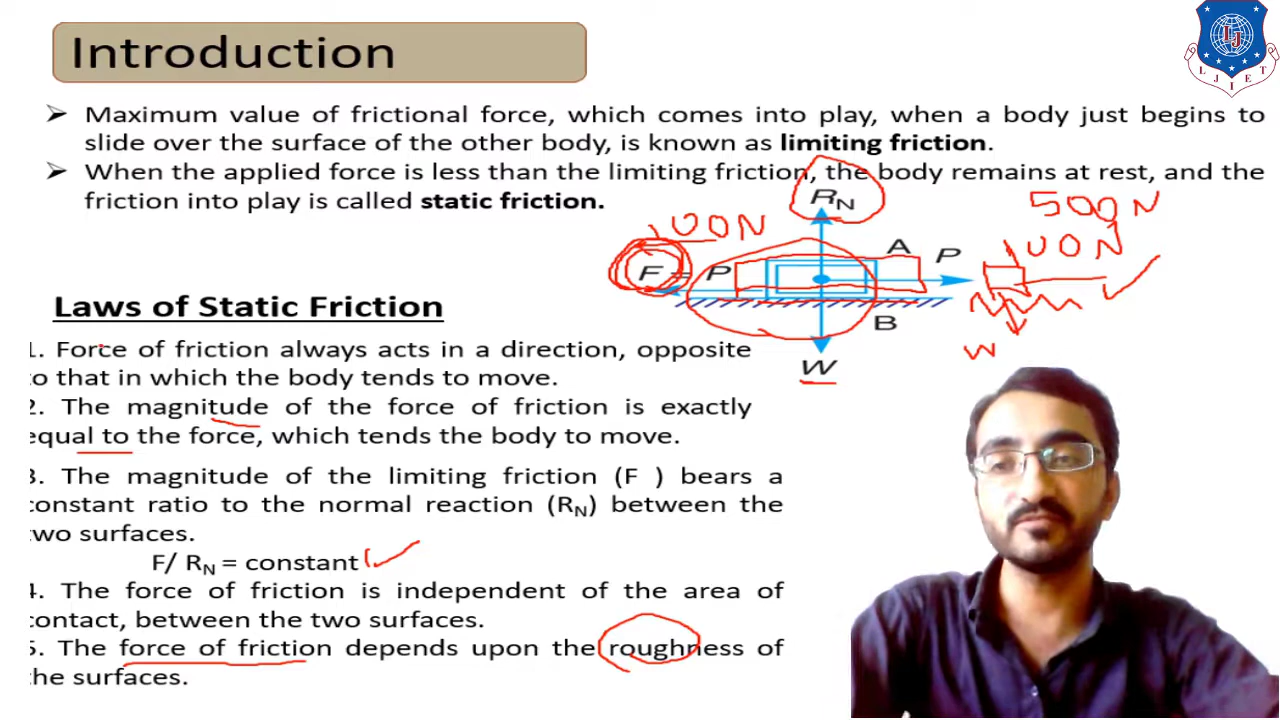 Introduction
L J I E T
➢ Maximum value of frictional force, which comes into play, when a body just begins to
slide over the surface of the other body, is known as limiting friction.
➢ When the applied force is less than the limiting friction, the body remains at rest, and the
friction into play is called static friction.
RN
500N
100N
100N
A
P
F = P
B
W
W
Laws of Static Friction
1. Force of friction always acts in a direction, opposite
to that in which the body tends to move.
2. The magnitude of the force of friction is exactly
equal to the force, which tends the body to move.
3. The magnitude of the limiting friction (F ) bears a
constant ratio to the normal reaction (RN) between the
two surfaces.
F/ RN = constant
4. The force of friction is independent of the area of
contact, between the two surfaces.
5. The force of friction depends upon the roughness of
the surfaces.